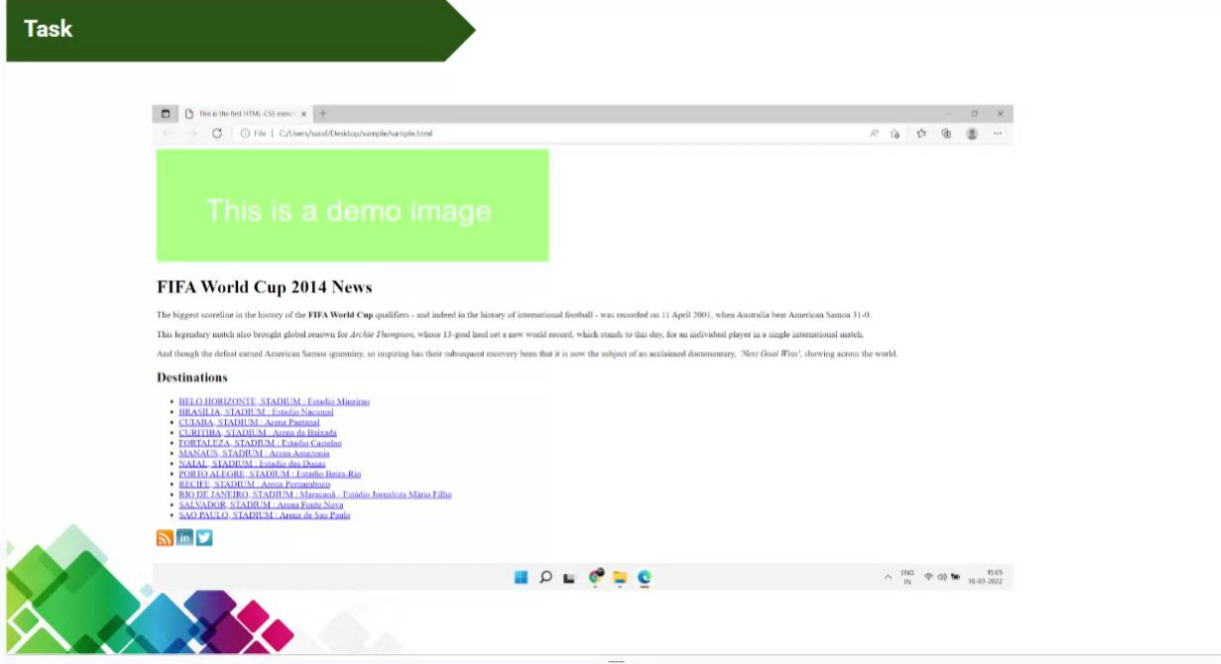 Task
This is the first HTML-CSS exerci
File | C:/Users/saraf/Desktop/sample/sample.html
This is a demo image
FIFA World Cup 2014 News
The biggest scoreline in the history of the FIFA World Cup qualifiers - and indeed in the history of international football - was recorded on 11 April 2001, when Australia beat American Samoa 31-0.
This legendary match also brought global renown for Archie Thompson, whose 13-goal haul set a new world record, which stands to this day, for an individual player in a single international match.
And though the defeat earned American Samoa ignominy, so inspiring has their subsequent recovery been that it is now the subject of an acclaimed documentary, 'Next Goal Wins', showing across the world.
Destinations
BELO HORIZONTE, STADIUM : Estadio Mineirao
BRASILIA, STADIUM : Estadio Nacional
CUIABA, STADIUM : Arena Pantanal
CURITIBA, STADIUM : Arena da Baixada
FORTALEZA, STADIUM : Estadio Castelao
MANAUS, STADIUM : Arena Amazonia
NATAL, STADIUM : Estadio das Dunas
PORTO ALEGRE, STADIUM : Estadio Beira-Rio
RECIFE, STADIUM : Arena Pernambuco
RIO DE JANEIRO, STADIUM : Maracanã - Estádio Jornalista Mário Filho
SALVADOR, STADIUM : Arena Fonte Nova
SAO PAULO, STADIUM : Arena de Sao Paulo
in
ENG
IN
15:05
16-03-2022